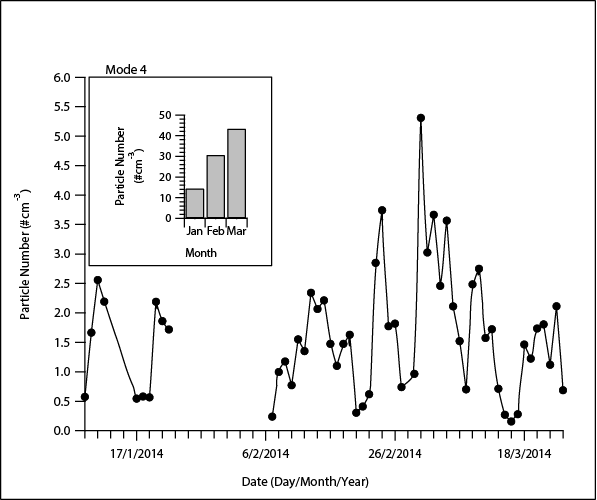 Mode 4
6.0
5.5
5.0
4.5
4.0
3.5
3.0
2.5
2.0
1.5
1.0
0.5
0.0
Particle Number (#cm⁻³)
50
40
30
20
10
0
Particle Number
(#cm⁻³)
Jan Feb Mar
Month
17/1/2014 6/2/2014 26/2/2014 18/3/2014
Date (Day/Month/Year)